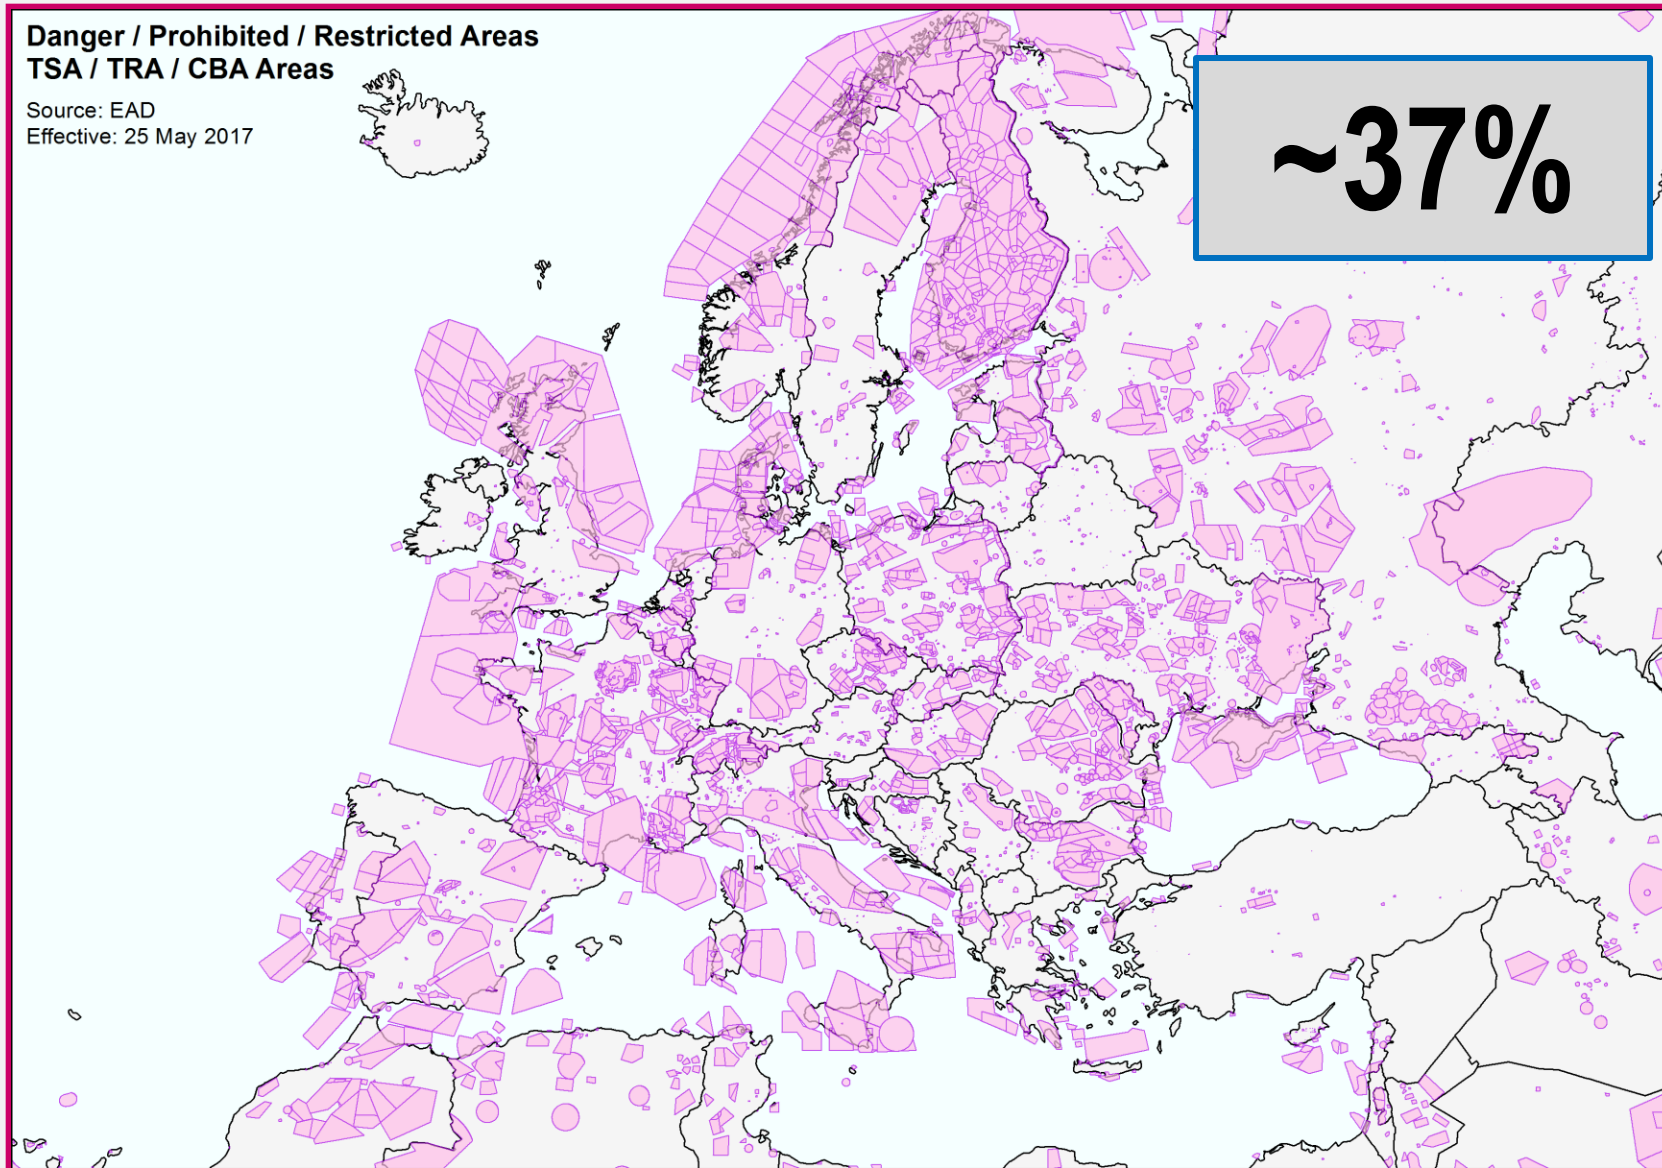 Danger / Prohibited / Restricted Areas
TSA / TRA / CBA Areas
Source: EAD
Effective: 25 May 2017
~37%